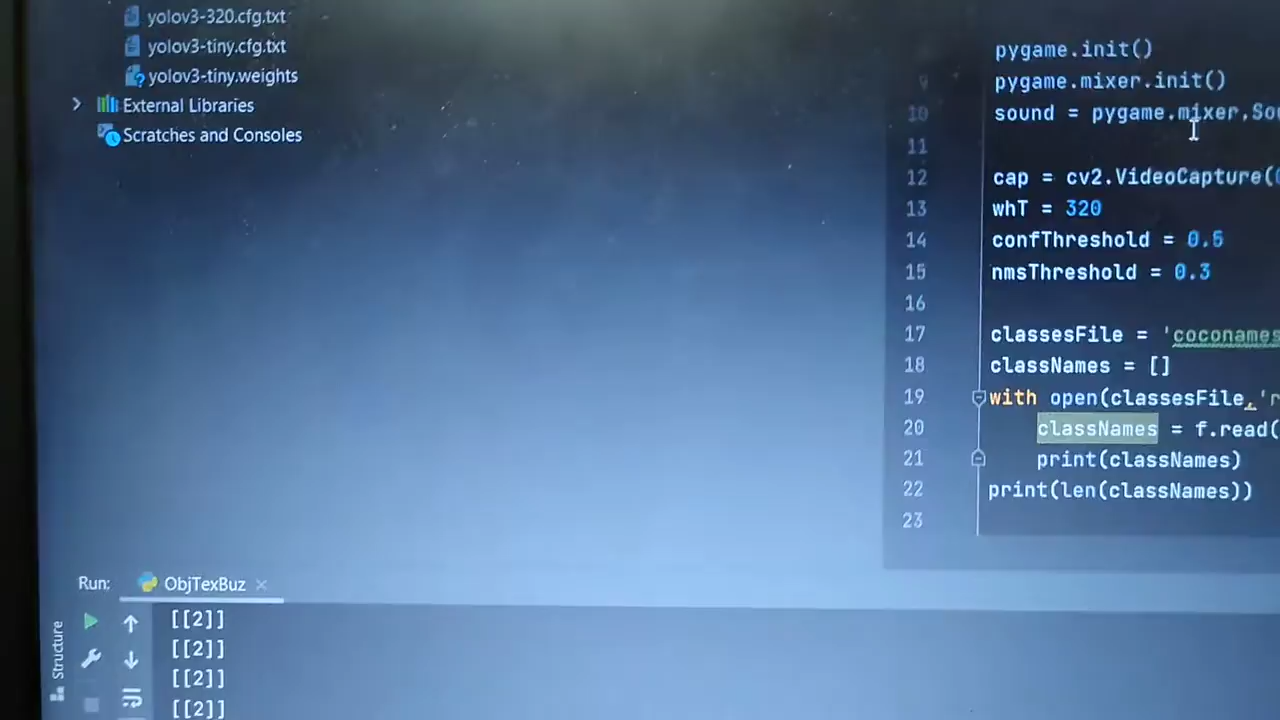 yolov3-320.cfg.txt
yolov3-tiny.cfg.txt
yolov3-tiny.weights
External Libraries
Scratches and Consoles
pygame.init()
9 pygame.mixer.init()
10 sound = pygame.mixer.Sou
11
12 cap = cv2.VideoCapture(
13 whT = 320
14 confThreshold = 0.5
15 nmsThreshold = 0.3
16
17 classesFile = 'coconames
18 classNames = []
19 with open(classesFile,'r
20 classNames = f.read(
21 print(classNames)
22 print(len(classNames))
23
Run: ObjTexBuz
Structure
[[2]]
[[2]]
[[2]]
[[2]]